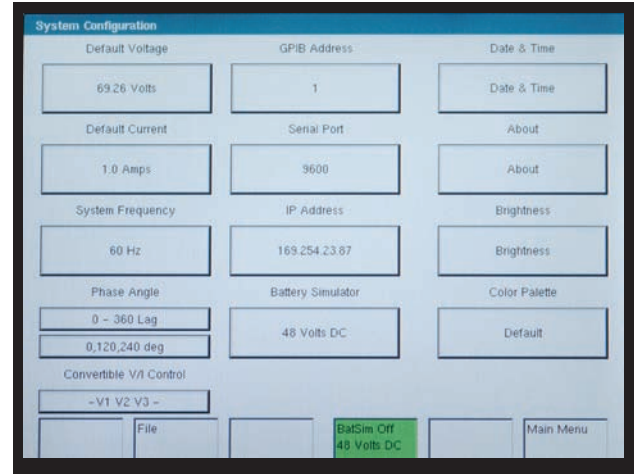 System Configuration
Default Voltage
69.26 Volts
Default Current
1.0 Amps
System Frequency
60 Hz
Phase Angle
0 - 360 Lag
0,120,240 deg
Convertible V/I Control
-V1 V2 V3 -
GPIB Address
1
Serial Port
9600
IP Address
169.254.23.87
Battery Simulator
48 Volts DC
Date & Time
Date & Time
About
About
Brightness
Brightness
Color Palette
Default
File
BatSim Off
48 Volts DC
Main Menu